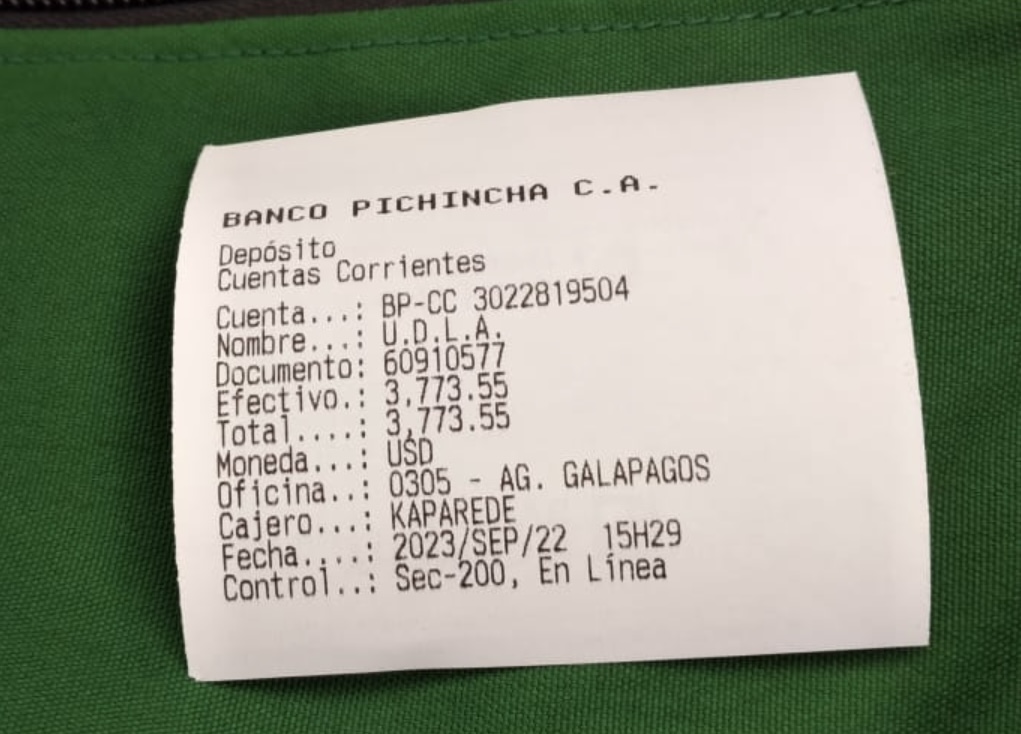 BANCO PICHINCHA C.A.
Depósito
Cuentas Corrientes
Cuenta...: BP-CC 3022819504
Nombre...: U.D.L.A.
Documento: 60910577
Efectivo.: 3,773.55
Total....: 3,773.55
Moneda...: USD
Oficina..: 0305 - AG. GALAPAGOS
Cajero...: KAPAREDE
Fecha....: 2023/SEP/22 15H29
Control..: Sec-200, En Línea